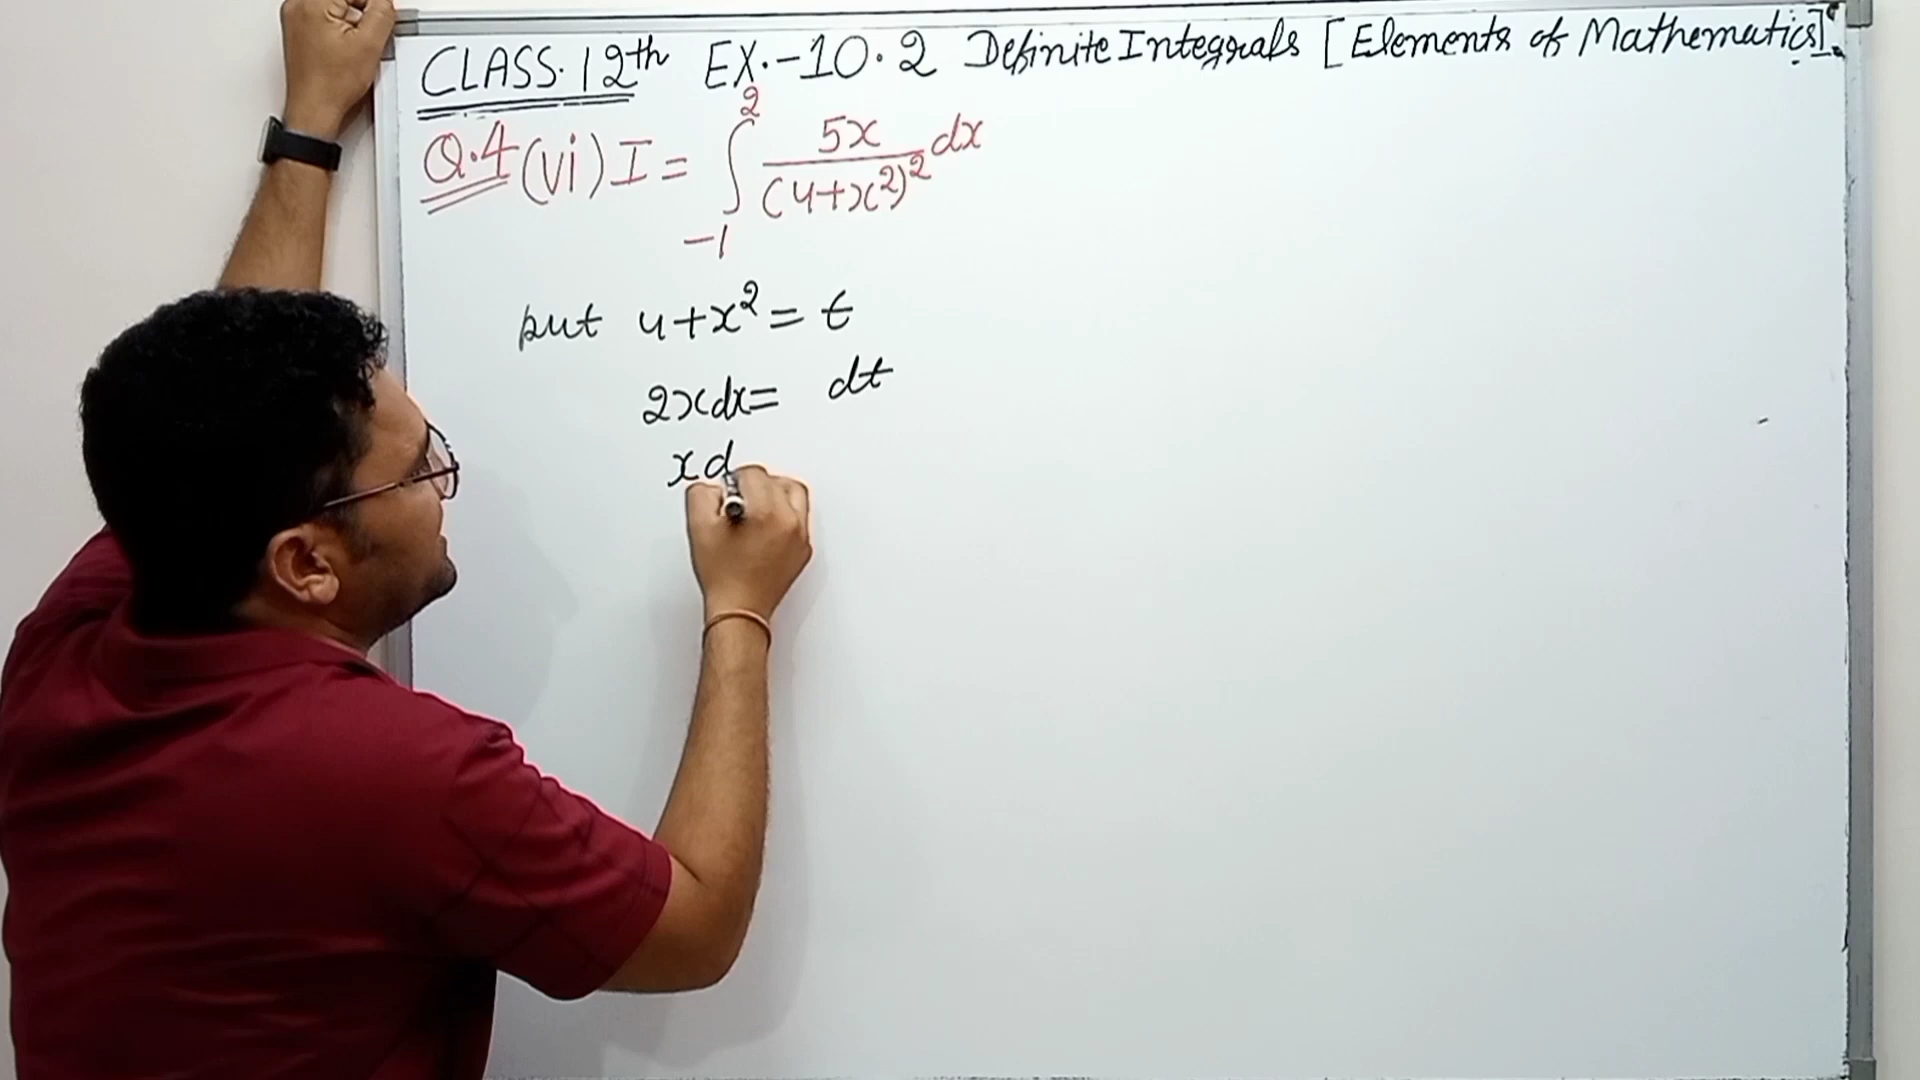 CLASS.12th EX.-10.2 Definite Integrals [Elements of Mathematics]
Q.4 (vi) I = ∫_{-1}^{2} 5x/(4+x²)² dx
put 4+x² = t
2xdx = dt
xd